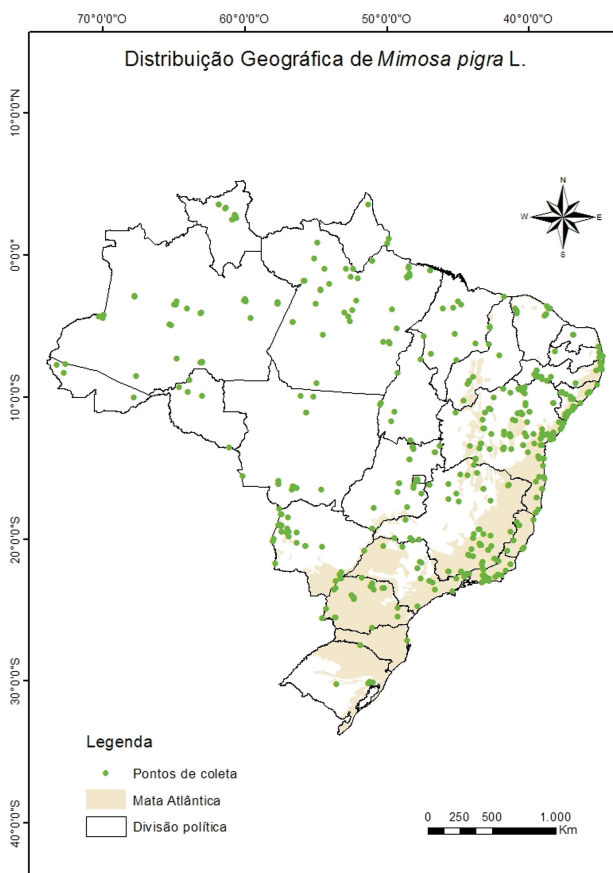 70°0'0"W 60°0'0"W 50°0'0"W 40°0'0"W
Distribuição Geográfica de Mimosa pigra L.
10°0'0"N
N
W E
S
0°0'0"
10°0'0"S
20°0'0"S
30°0'0"S
40°0'0"S
Legenda
Pontos de coleta
Mata Atlântica
Divisão política
0 250 500 1.000
Km